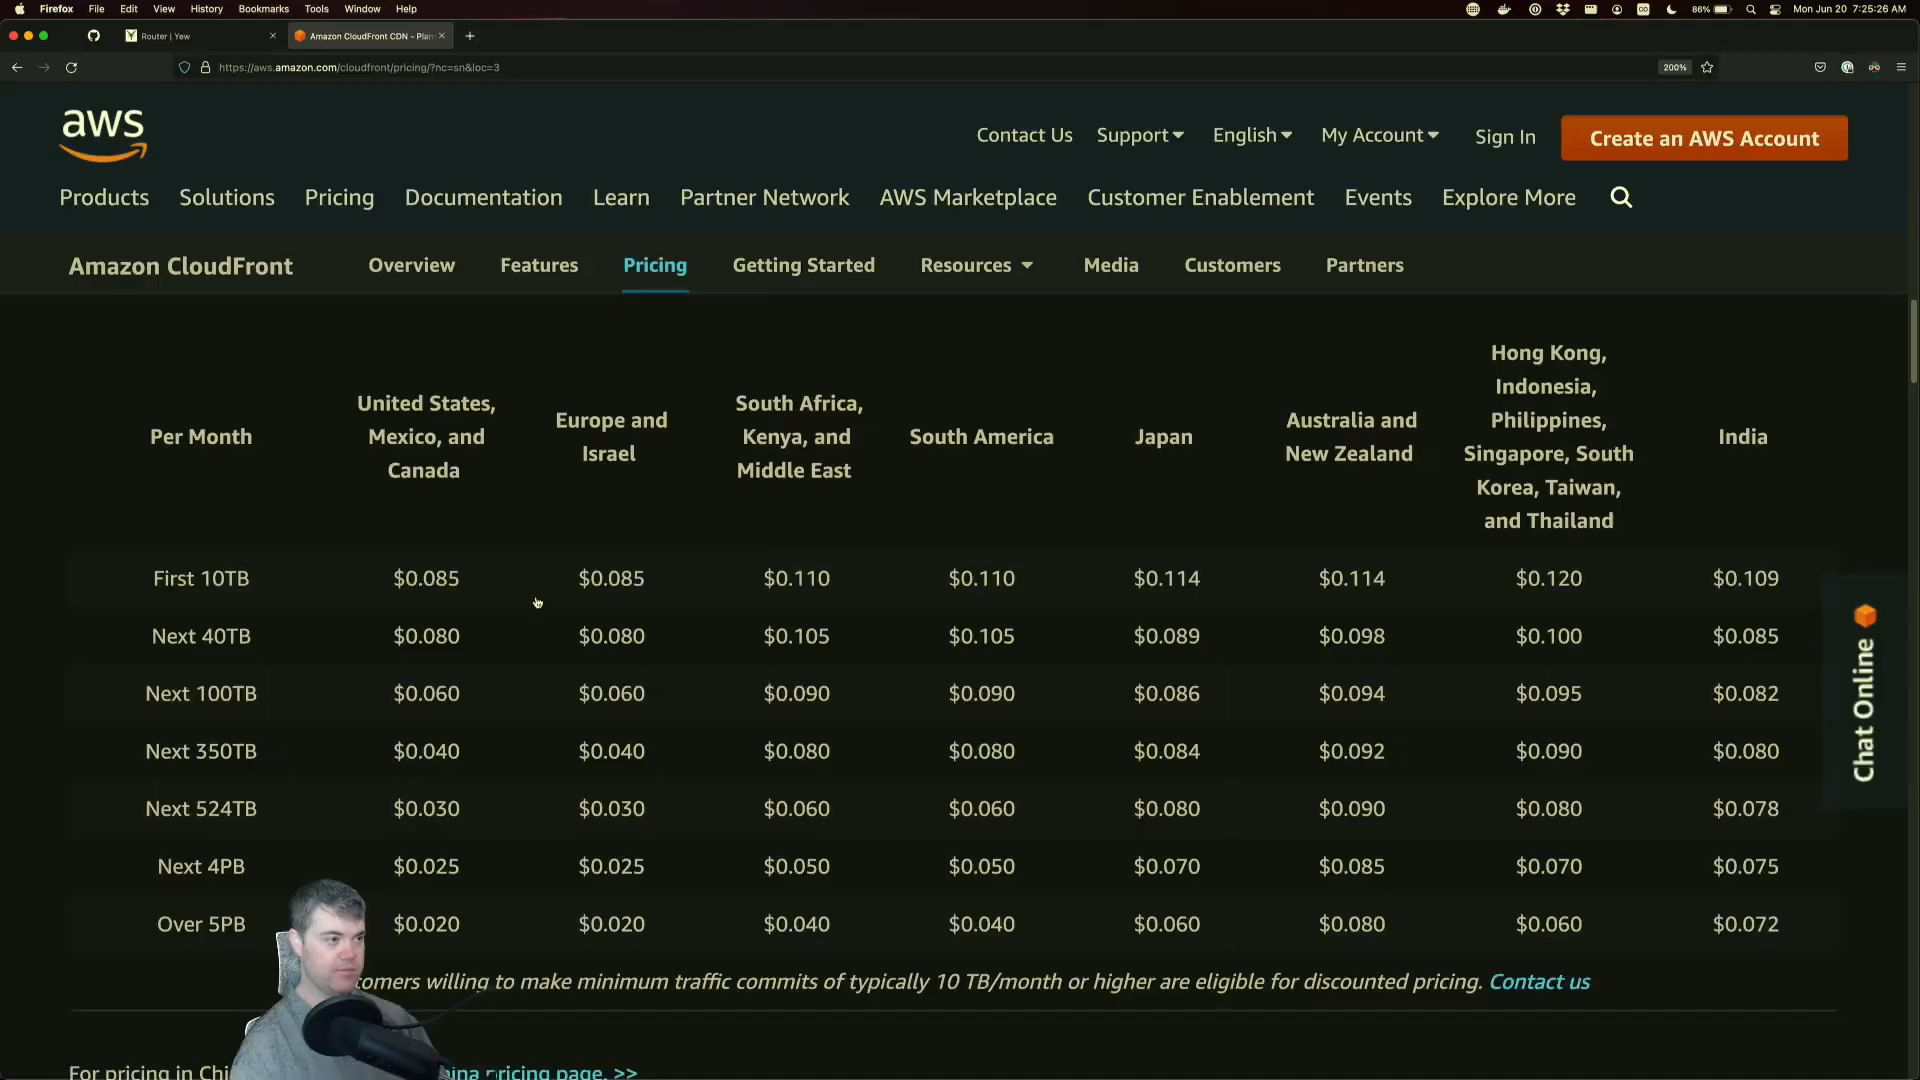 Firefox File Edit View History Bookmarks Tools Window Help 86% Mon Jun 20 7:25:26 AM
Router | Yew
Amazon CloudFront CDN – Plan
https://aws.amazon.com/cloudfront/pricing/?nc=sn&loc=3
200%
aws
Contact Us Support English My Account Sign In Create an AWS Account
Products Solutions Pricing Documentation Learn Partner Network AWS Marketplace Customer Enablement Events Explore More
Amazon CloudFront Overview Features Pricing Getting Started Resources Media Customers Partners
Per Month
United States,
Mexico, and
Canada
Europe and
Israel
South Africa,
Kenya, and
Middle East
South America
Japan
Australia and
New Zealand
Hong Kong,
Indonesia,
Philippines,
Singapore, South
Korea, Taiwan,
and Thailand
India
First 10TB $0.085 $0.085 $0.110 $0.110 $0.114 $0.114 $0.120 $0.109
Next 40TB $0.080 $0.080 $0.105 $0.105 $0.089 $0.098 $0.100 $0.085
Next 100TB $0.060 $0.060 $0.090 $0.090 $0.086 $0.094 $0.095 $0.082
Next 350TB $0.040 $0.040 $0.080 $0.080 $0.084 $0.092 $0.090 $0.080
Next 524TB $0.030 $0.030 $0.060 $0.060 $0.080 $0.090 $0.080 $0.078
Next 4PB $0.025 $0.025 $0.050 $0.050 $0.070 $0.085 $0.070 $0.075
Over 5PB $0.020 $0.020 $0.040 $0.040 $0.060 $0.080 $0.060 $0.072
Chat Online
tomers willing to make minimum traffic commits of typically 10 TB/month or higher are eligible for discounted pricing. Contact us
For pricing in Chi ina pricing page. >>